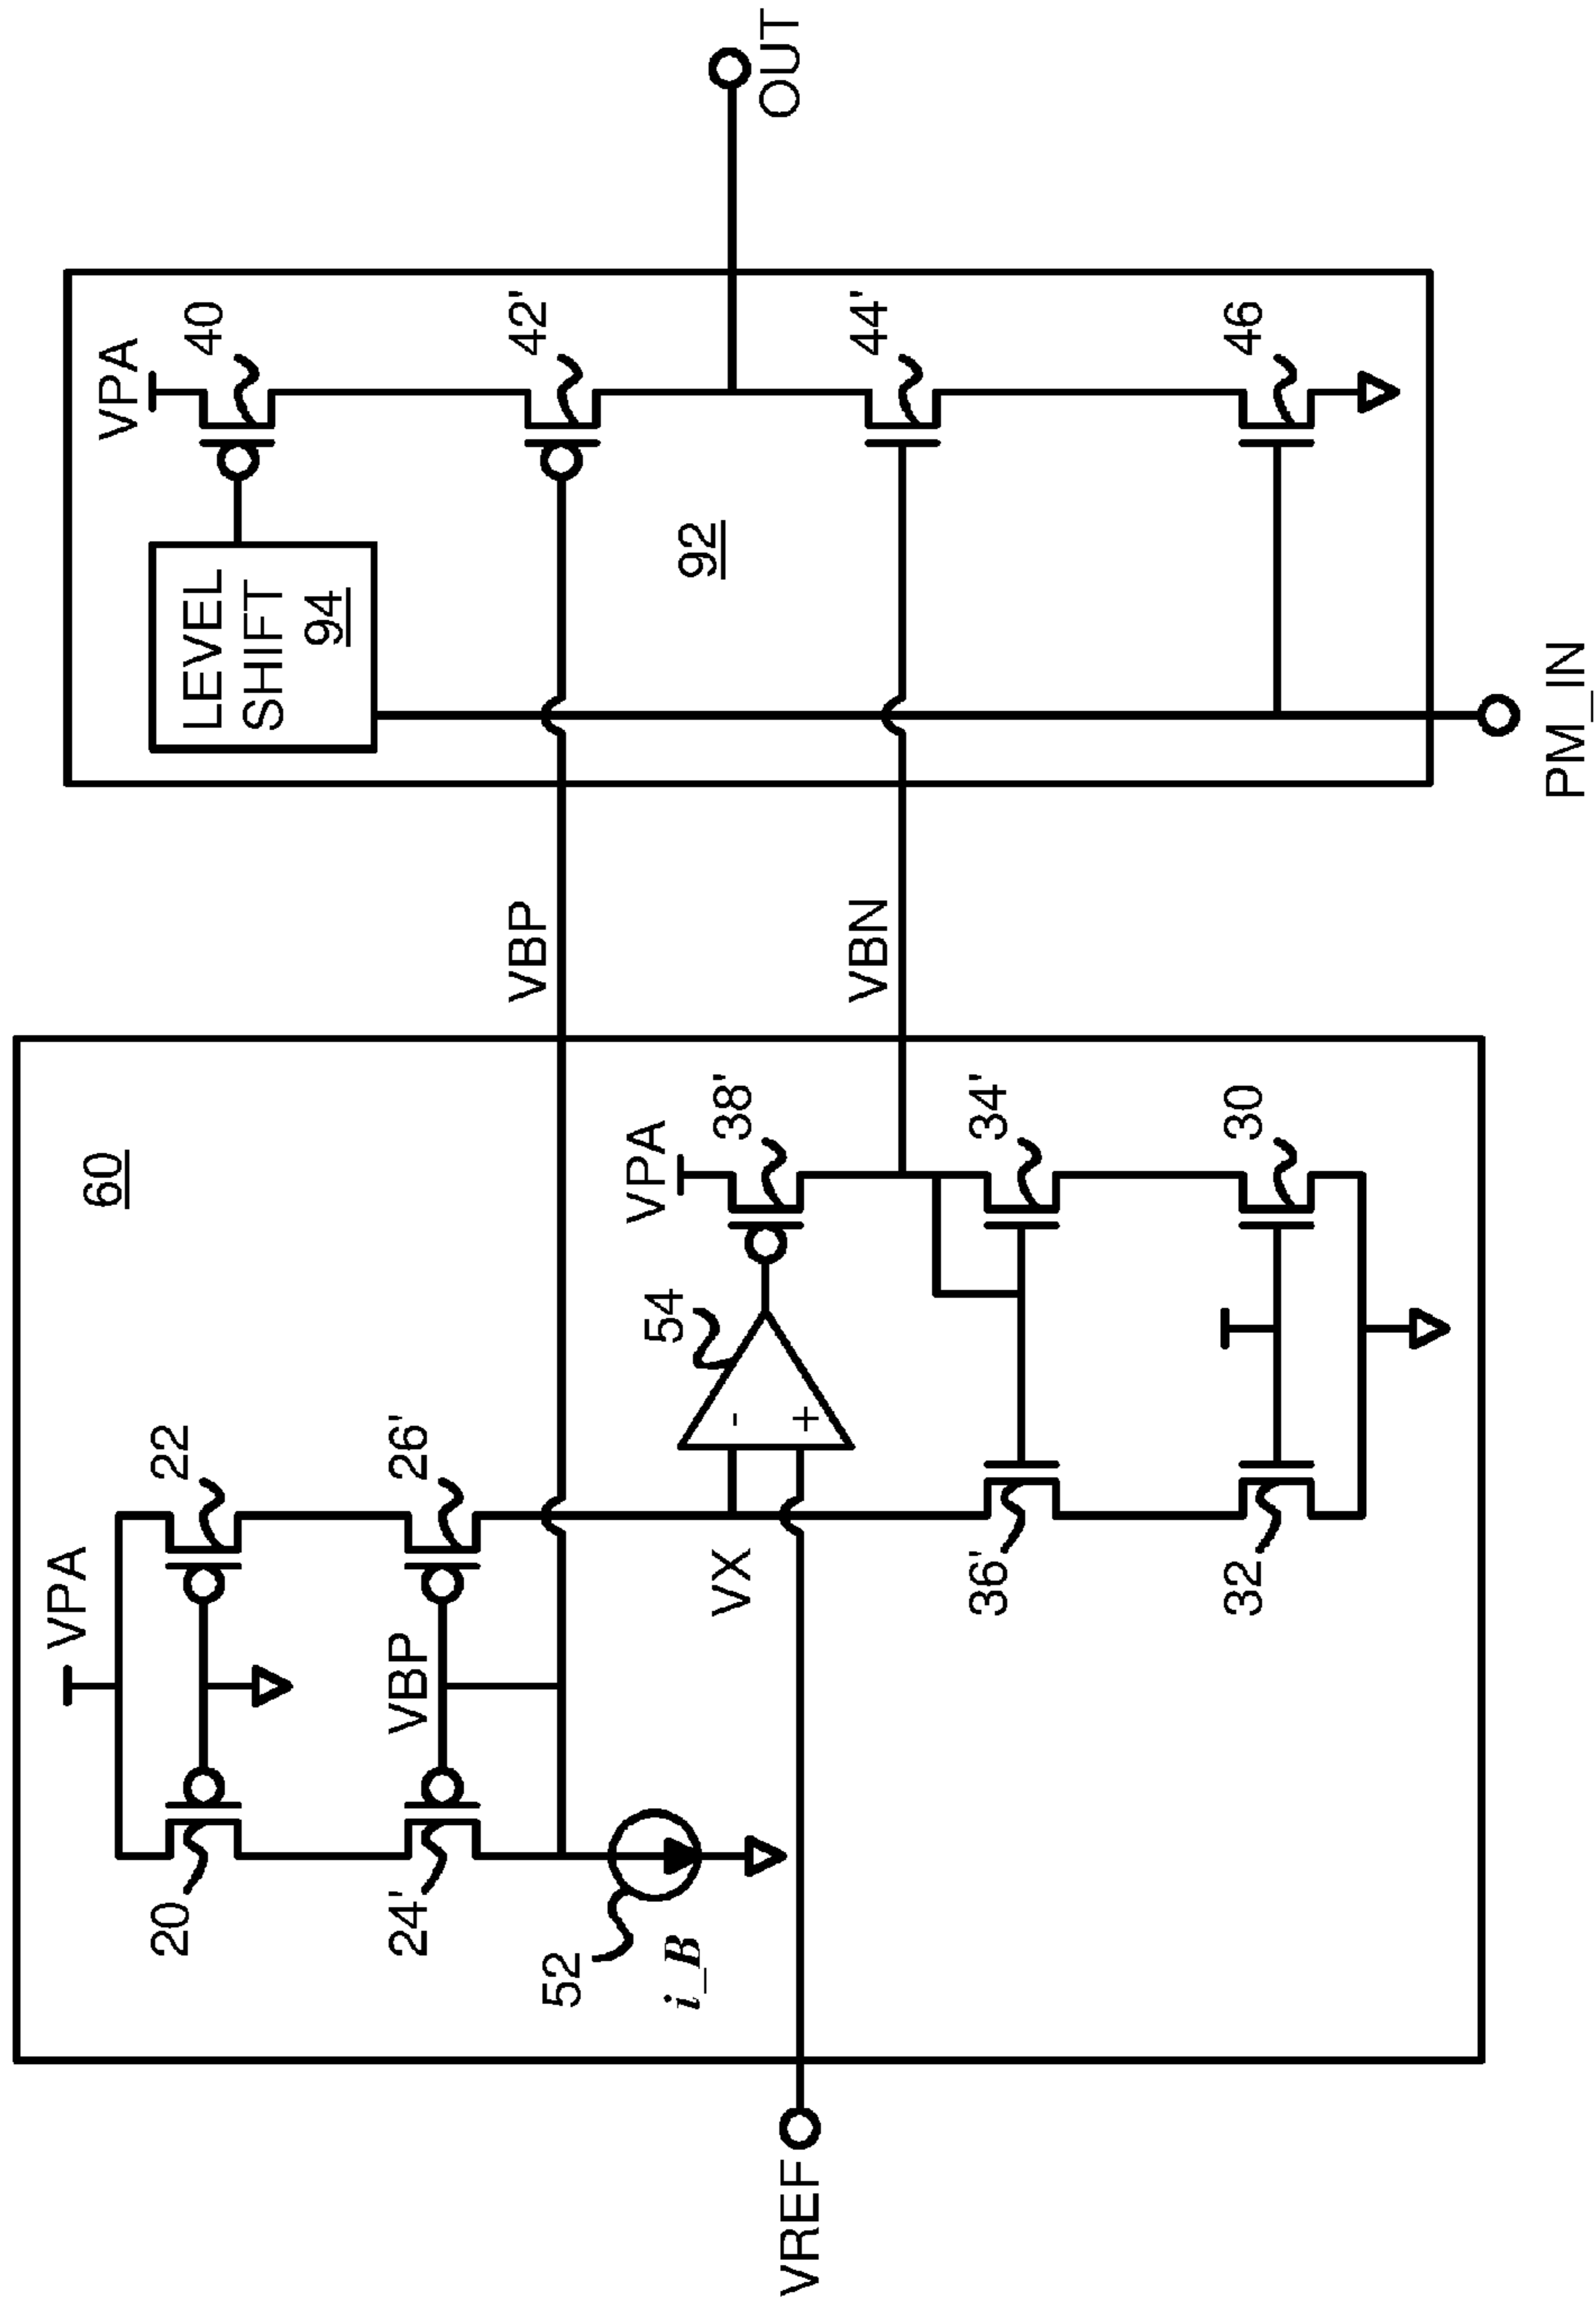 60
VPA
20
22
24'
VBP
26'
52
i_B
VX
54
-
+
VPA
38'
36'
34'
32
30
VREF
VBP
VBN
VPA
40
LEVEL
SHIFT
94
42'
92
44'
46
OUT
PM_IN